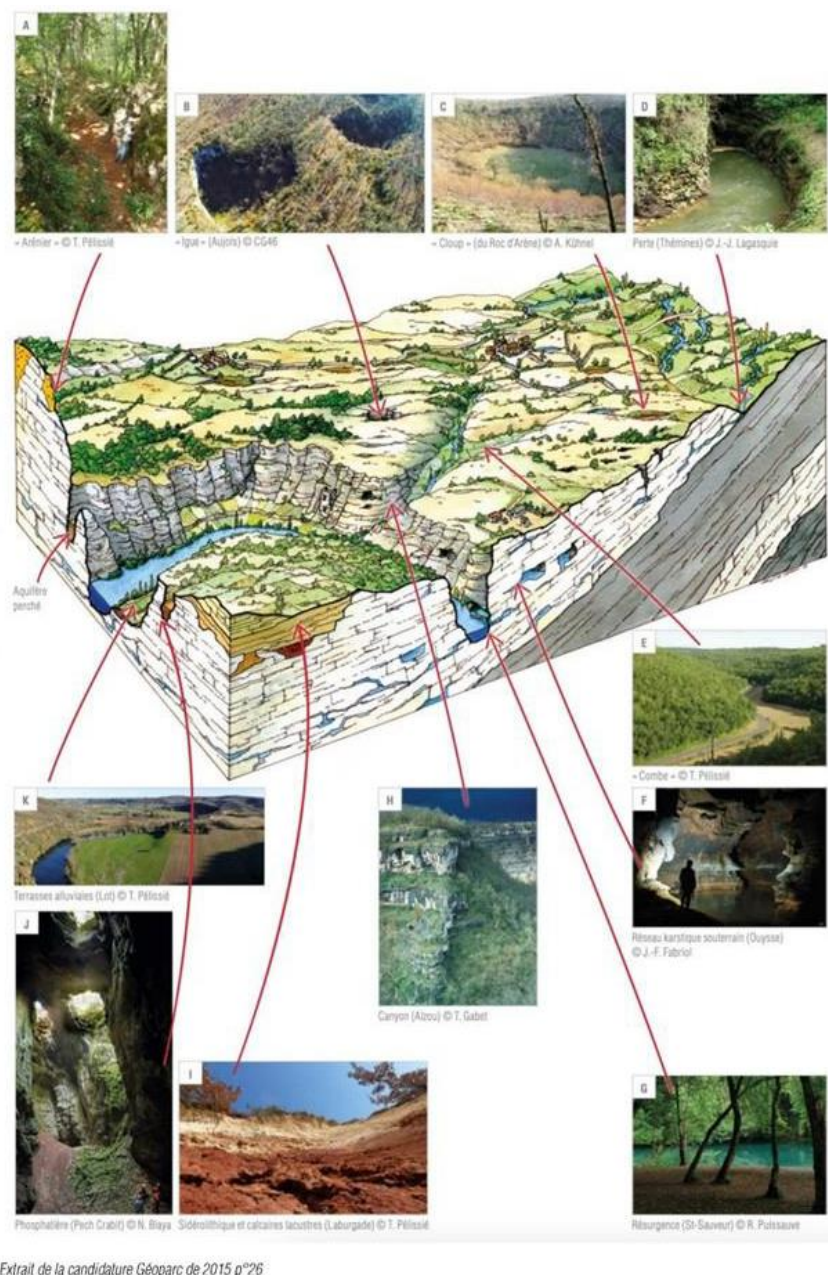 A
B
C
D
« Arénier » © T. Pélissié
« Igue » (Aujols) © CG46
« Cloup » (du Roc d'Arène) © A. Kühnel
Perte (Thémines) © J.-J. Lagasquie
Aquifère
perché
E
« Combe » © T. Pélissié
K
H
F
Terrasses alluviales (Lot) © T. Pélissié
Réseau karstique souterrain (Ouysse)
© J.-F. Fabriol
J
Canyon (Alzou) © T. Gabet
I
G
Phosphatière (Pech Crabit) © N. Blaya
Sidérolithique et calcaires lacustres (Laburgade) © T. Pélissié
Résurgence (St-Sauveur) © R. Puissauve
Extrait de la candidature Géoparc de 2015 p°26